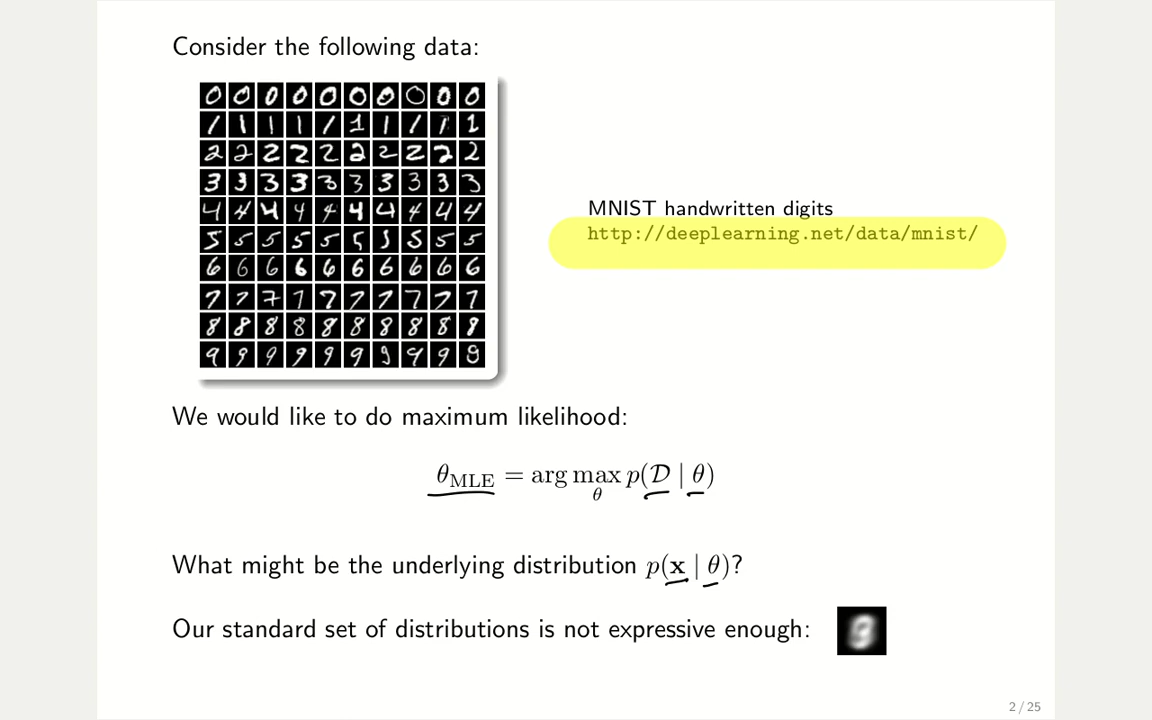 Consider the following data:
0 0 0 0 0 0 0 0 0 0
1 1 1 1 1 1 1 1 1 1
2 2 2 2 2 2 2 2 2 2
3 3 3 3 3 3 3 3 3 3
4 4 4 4 4 4 4 4 4 4
5 5 5 5 5 5 5 5 5 5
6 6 6 6 6 6 6 6 6 6
7 7 7 7 7 7 7 7 7 7
8 8 8 8 8 8 8 8 8 8
9 9 9 9 9 9 9 9 9 9
MNIST handwritten digits
http://deeplearning.net/data/mnist/
We would like to do maximum likelihood:
θ_MLE = arg max_θ p(𝒟 | θ)
What might be the underlying distribution p(x | θ)?
Our standard set of distributions is not expressive enough:
2 / 25